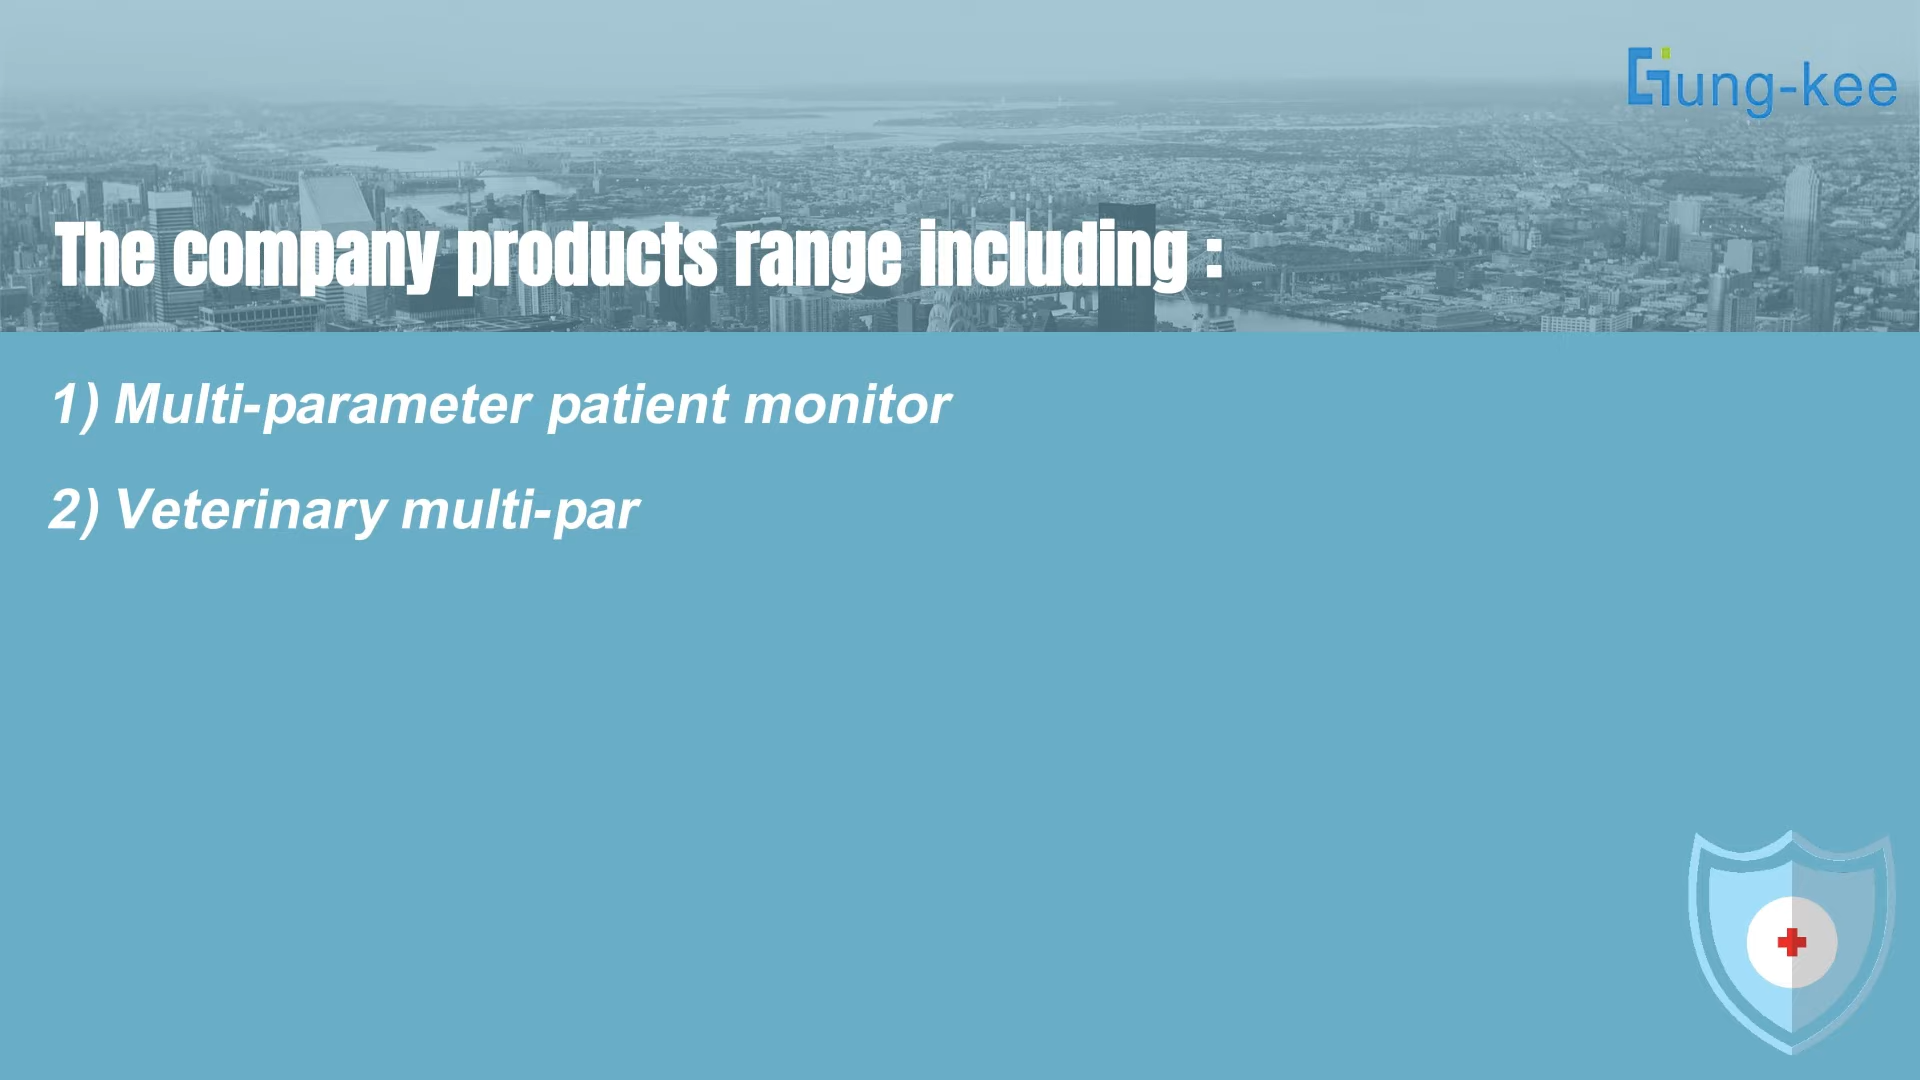 Gung-kee
The company products range including :
1) Multi-parameter patient monitor
2) Veterinary multi-par